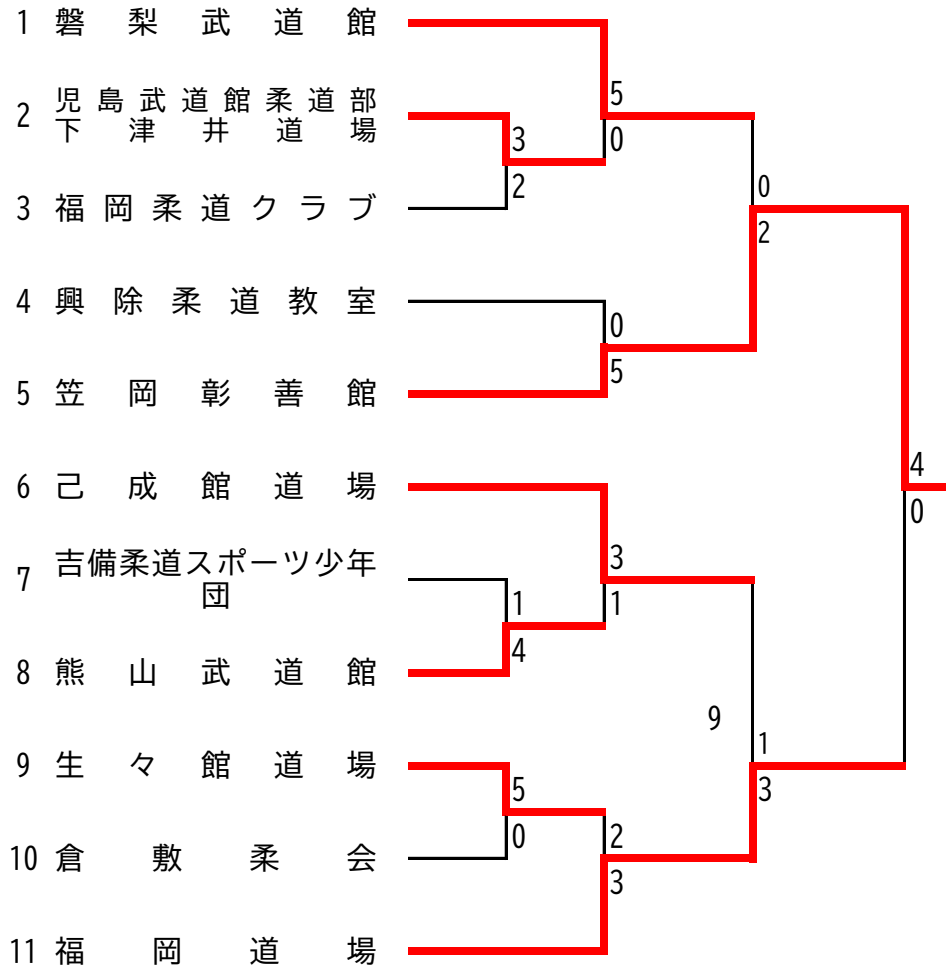 1 磐梨武道館
5
2 児島武道館柔道部
下津井道場
3
0
2
3 福岡柔道クラブ
0
2
4 興除柔道教室
0
5
5 笠岡彰善館
4
0
6 己成館道場
3
7 吉備柔道スポーツ少年
団
1
1
4
8 熊山武道館
9
1
9 生々館道場
5
3
0
2
10 倉敷柔会
3
11 福岡道場